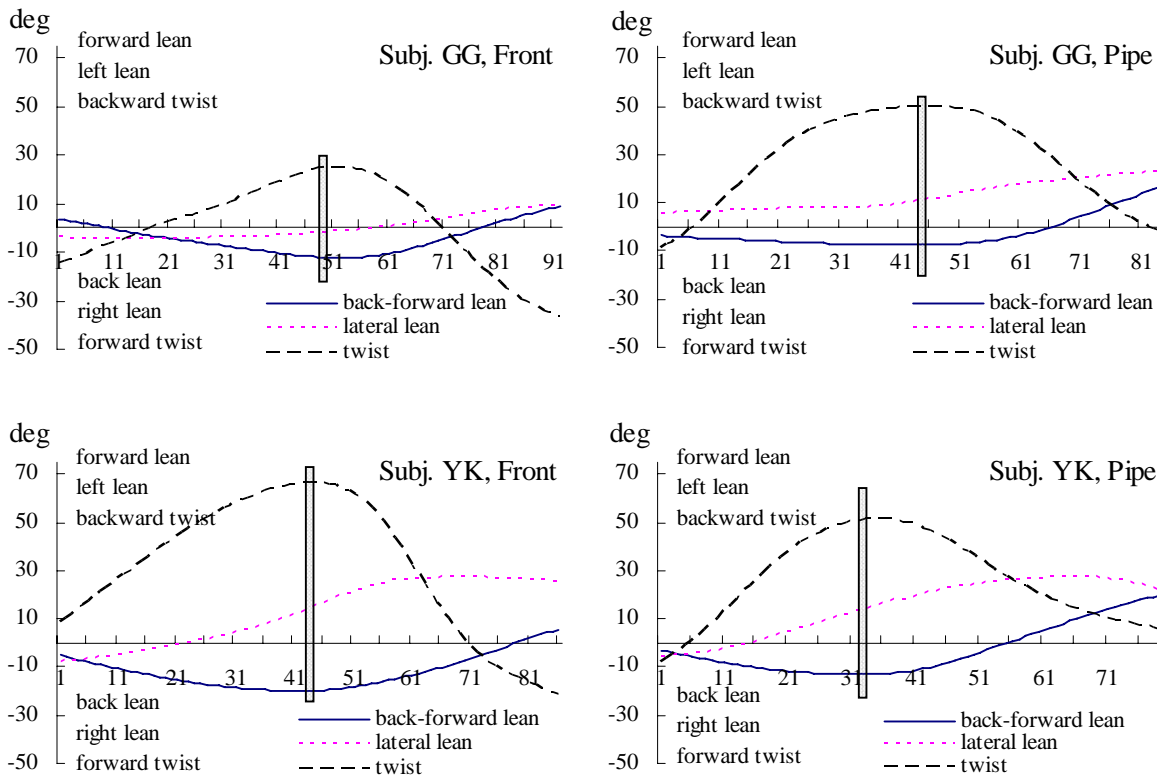 deg
70
50
30
10
-10
-30
-50
forward lean
left lean
backward twist
Subj. GG, Front
1 11 21 31 41 51 61 71 81 91
back lean
right lean
forward twist
back-forward lean
lateral lean
twist
deg
70
50
30
10
-10
-30
-50
forward lean
left lean
backward twist
Subj. GG, Pipe
1 11 21 31 41 51 61 71 81
back lean
right lean
forward twist
back-forward lean
lateral lean
twist
deg
70
50
30
10
-10
-30
-50
forward lean
left lean
backward twist
Subj. YK, Front
1 11 21 31 41 51 61 71 81
back lean
right lean
forward twist
back-forward lean
lateral lean
twist
deg
70
50
30
10
-10
-30
-50
forward lean
left lean
backward twist
Subj. YK, Pipe
1 11 21 31 41 51 61 71
back lean
right lean
forward twist
back-forward lean
lateral lean
twist